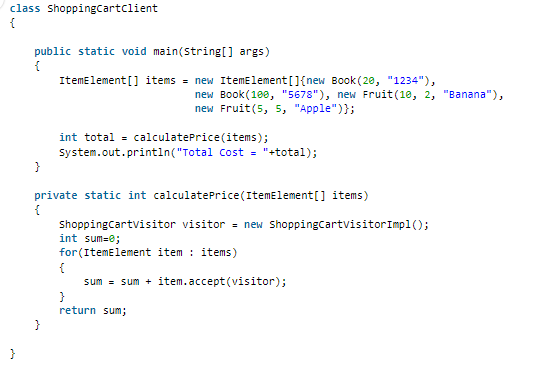 class ShoppingCartClient
{
public static void main(String[] args)
{
ItemElement[] items = new ItemElement[]{new Book(20, "1234"),
new Book(100, "5678"), new Fruit(10, 2, "Banana"),
new Fruit(5, 5, "Apple")};
int total = calculatePrice(items);
System.out.println("Total Cost = "+total);
}
private static int calculatePrice(ItemElement[] items)
{
ShoppingCartVisitor visitor = new ShoppingCartVisitorImpl();
int sum=0;
for(ItemElement item : items)
{
sum = sum + item.accept(visitor);
}
return sum;
}
}